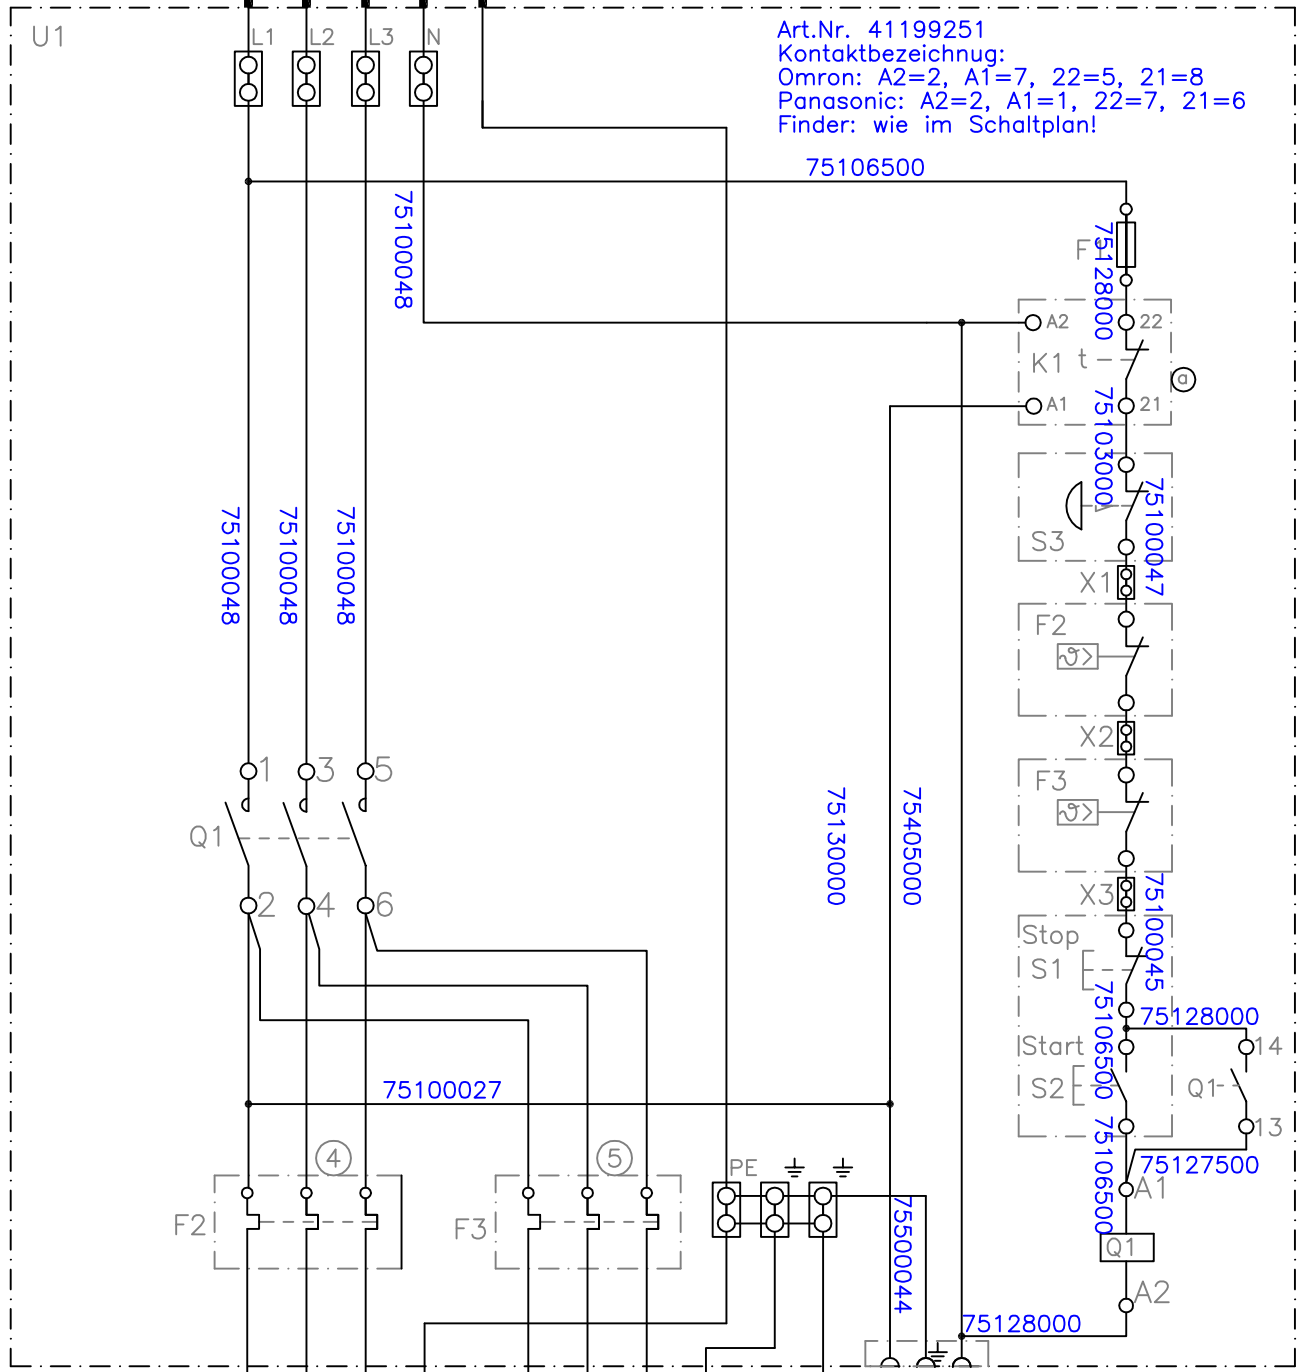 U1
L1
L2
L3
N
Art.Nr. 41199251
Kontaktbezeichnug:
Omron: A2=2, A1=7, 22=5, 21=8
Panasonic: A2=2, A1=1, 22=7, 21=6
Finder: wie im Schaltplan!
75106500
75100048
F1
75128000
A2
22
K1
t
a
A1
21
75103000
S3
75100047
X1
F2
ϑ>
X2
F3
ϑ>
X3
75100045
75100048
75100048
75100048
1
3
5
Q1
2
4
6
75130000
75405000
Stop
S1
75106500
75128000
Start
S2
14
Q1
13
75106500
75127500
A1
Q1
A2
75128000
75100027
4
5
F2
F3
PE
75500044